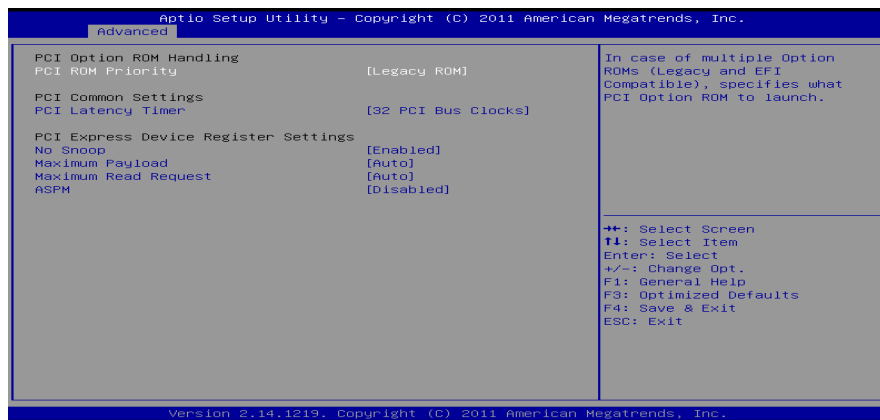 Aptio Setup Utility – Copyright (C) 2011 American Megatrends, Inc.
Advanced
PCI Option ROM Handling
PCI ROM Priority [Legacy ROM]
PCI Common Settings
PCI Latency Timer [32 PCI Bus Clocks]
PCI Express Device Register Settings
No Snoop [Enabled]
Maximum Payload [Auto]
Maximum Read Request [Auto]
ASPM [Disabled]
In case of multiple Option
ROMs (Legacy and EFI
Compatible), specifies what
PCI Option ROM to launch.
→←: Select Screen
↑↓: Select Item
Enter: Select
+/-: Change Opt.
F1: General Help
F3: Optimized Defaults
F4: Save & Exit
ESC: Exit
Version 2.14.1219. Copyright (C) 2011 American Megatrends, Inc.